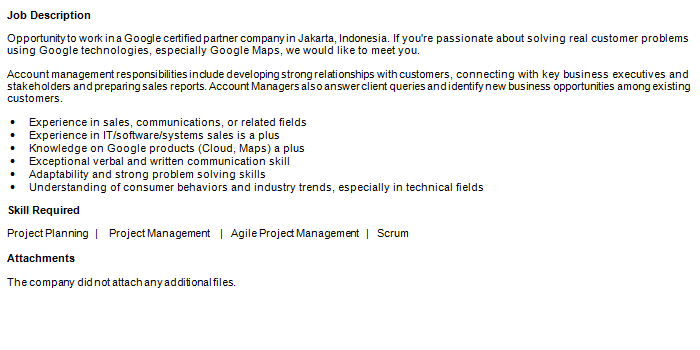 Job Description
Opportunity to work in a Google certified partner company in Jakarta, Indonesia. If you're passionate about solving real customer problems
using Google technologies, especially Google Maps, we would like to meet you.
Account management responsibilities include developing strong relationships with customers, connecting with key business executives and
stakeholders and preparing sales reports. Account Managers also answer client queries and identify new business opportunities among existing
customers.
• Experience in sales, communications, or related fields
• Experience in IT/software/systems sales is a plus
• Knowledge on Google products (Cloud, Maps) a plus
• Exceptional verbal and written communication skill
• Adaptability and strong problem solving skills
• Understanding of consumer behaviors and industry trends, especially in technical fields
Skill Required
Project Planning | Project Management | Agile Project Management | Scrum
Attachments
The company did not attach any additional files.